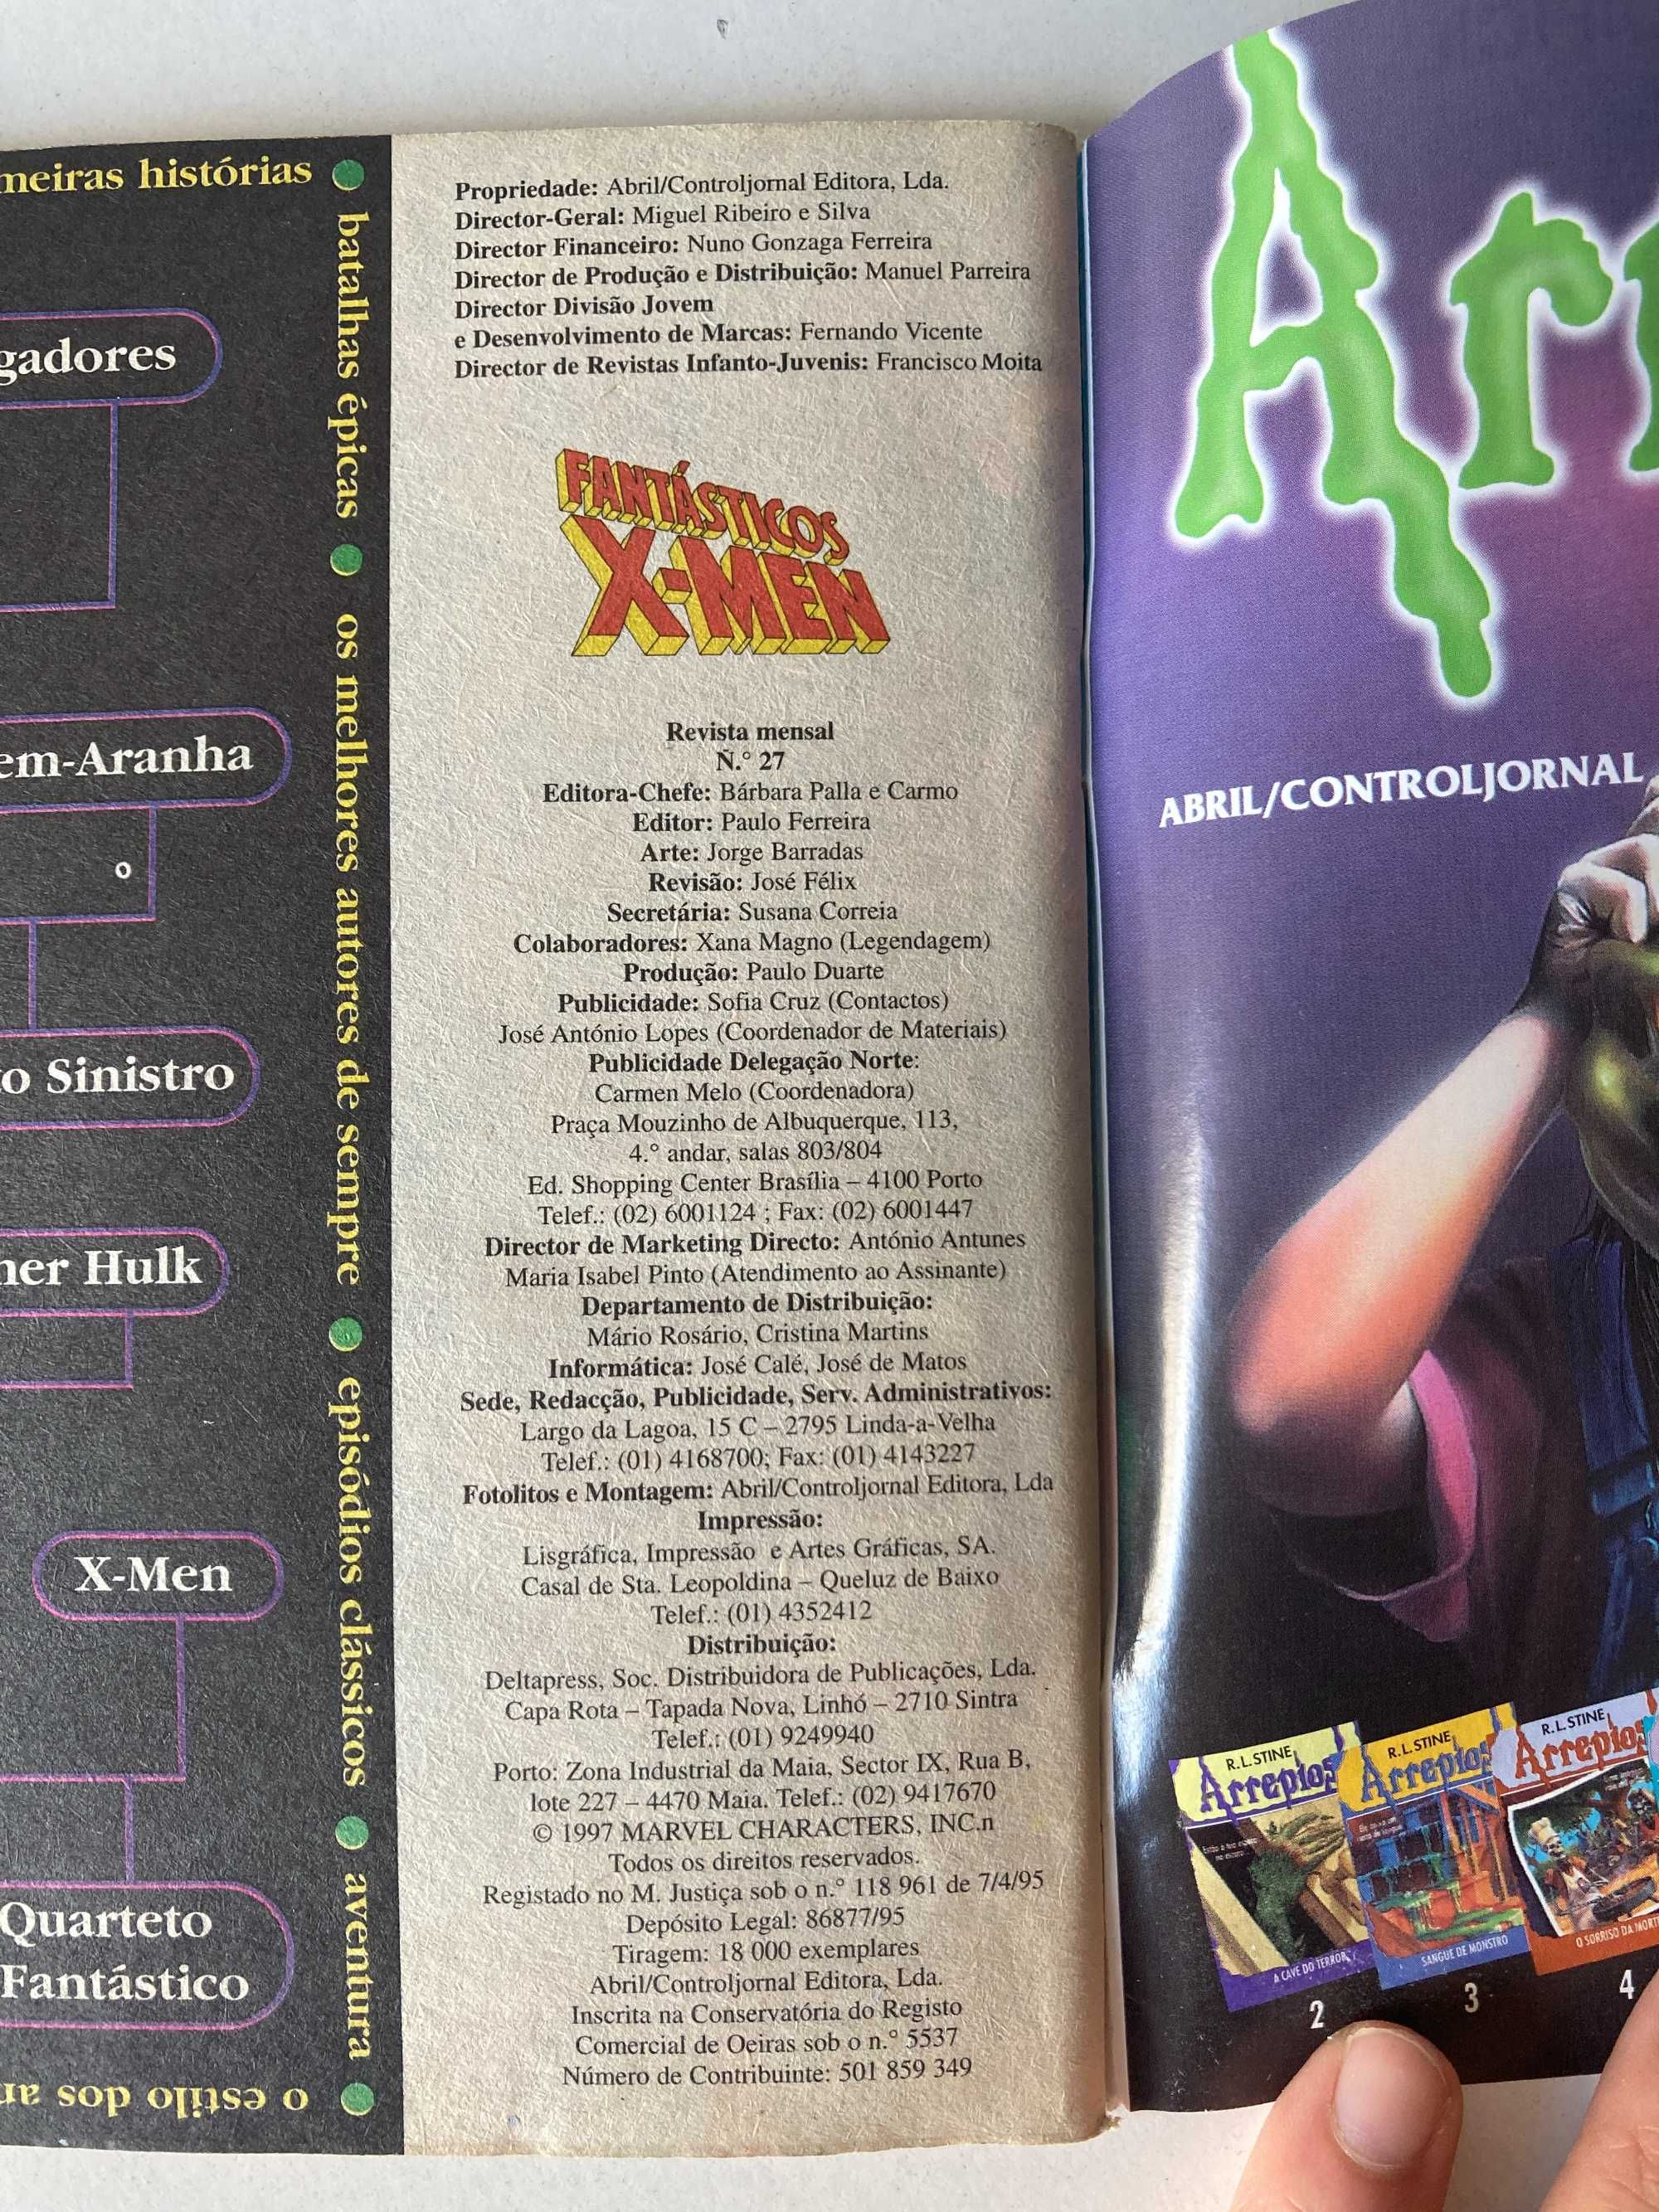 meiras histórias
batalhas épicas
os melhores autores de sempre
episódios clássicos
aventura
o estilo dos
gadores
em-Aranha
o
Sinistro
Hulk
X-Men
Quarteto
Fantástico
Propriedade: Abril/Controljornal Editora, Lda.
Director-Geral: Miguel Ribeiro e Silva
Director Financeiro: Nuno Gonzaga Ferreira
Director de Produção e Distribuição: Manuel Parreira
Director Divisão Jovem
e Desenvolvimento de Marcas: Fernando Vicente
Director de Revistas Infanto-Juvenis: Francisco Moita
FANTÁSTICOS
X-MEN
Revista mensal
N.º 27
Editora-Chefe: Bárbara Palla e Carmo
Editor: Paulo Ferreira
Arte: Jorge Barradas
Revisão: José Félix
Secretária: Susana Correia
Colaboradores: Xana Magno (Legendagem)
Produção: Paulo Duarte
Publicidade: Sofia Cruz (Contactos)
José António Lopes (Coordenador de Materiais)
Publicidade Delegação Norte:
Carmen Melo (Coordenadora)
Praça Mouzinho de Albuquerque, 113,
4.º andar, salas 803/804
Ed. Shopping Center Brasília – 4100 Porto
Telef.: (02) 6001124 ; Fax: (02) 6001447
Director de Marketing Directo: António Antunes
Maria Isabel Pinto (Atendimento ao Assinante)
Departamento de Distribuição:
Mário Rosário, Cristina Martins
Informática: José Calé, José de Matos
Sede, Redacção, Publicidade, Serv. Administrativos:
Largo da Lagoa, 15 C – 2795 Linda-a-Velha
Telef.: (01) 4168700; Fax: (01) 4143227
Fotolitos e Montagem: Abril/Controljornal Editora, Lda
Impressão:
Lisgráfica, Impressão e Artes Gráficas, SA.
Casal de Sta. Leopoldina – Queluz de Baixo
Telef.: (01) 4352412
Distribuição:
Deltapress, Soc. Distribuidora de Publicações, Lda.
Capa Rota – Tapada Nova, Linhó – 2710 Sintra
Telef.: (01) 9249940
Porto: Zona Industrial da Maia, Sector IX, Rua B,
lote 227 – 4470 Maia. Telef.: (02) 9417670
© 1997 MARVEL CHARACTERS, INC.n
Todos os direitos reservados.
Registado no M. Justiça sob o n.º 118 961 de 7/4/95
Depósito Legal: 86877/95
Tiragem: 18 000 exemplares
Abril/Controljornal Editora, Lda.
Inscrita na Conservatória do Registo
Comercial de Oeiras sob o n.º 5537
Número de Contribuinte: 501 859 349
Arr
ABRIL/CONTROLJORNAL
R.L.STINE
Arrepios
A CAVE DO TERROR
2
R.L.STINE
Arrepios
SANGUE DE MONSTRO
3
R.L.STINE
Arrepios
O SORRISO DA
4